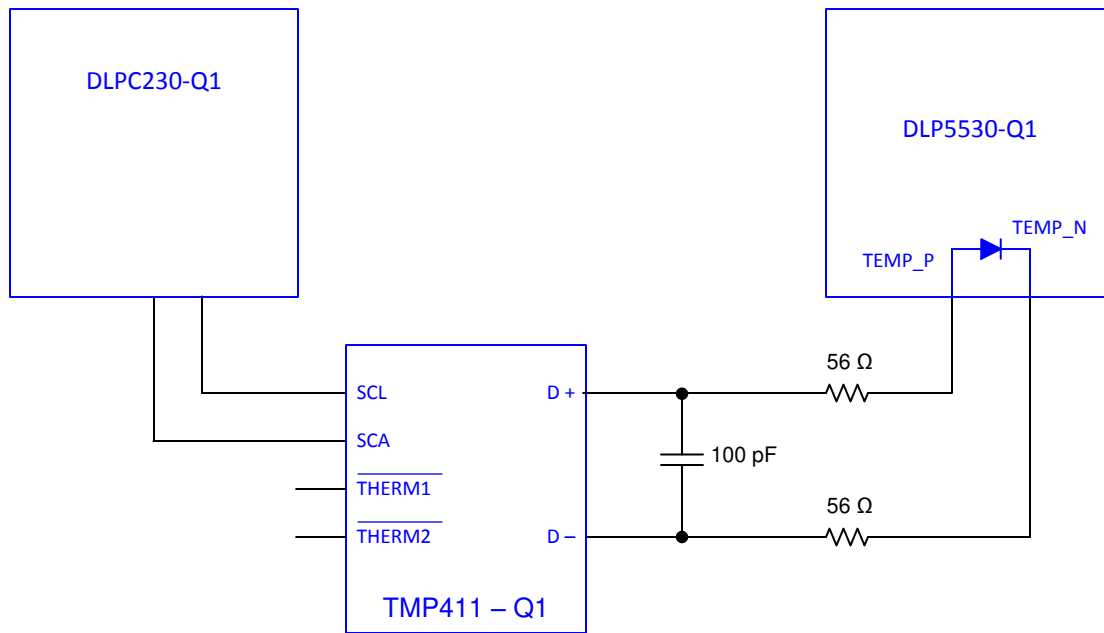 DLPC230-Q1
DLP5530-Q1
TEMP_N
TEMP_P
56 Ω
SCL
D +
SCA
100 pF
THERM1
56 Ω
THERM2
D –
TMP411 – Q1